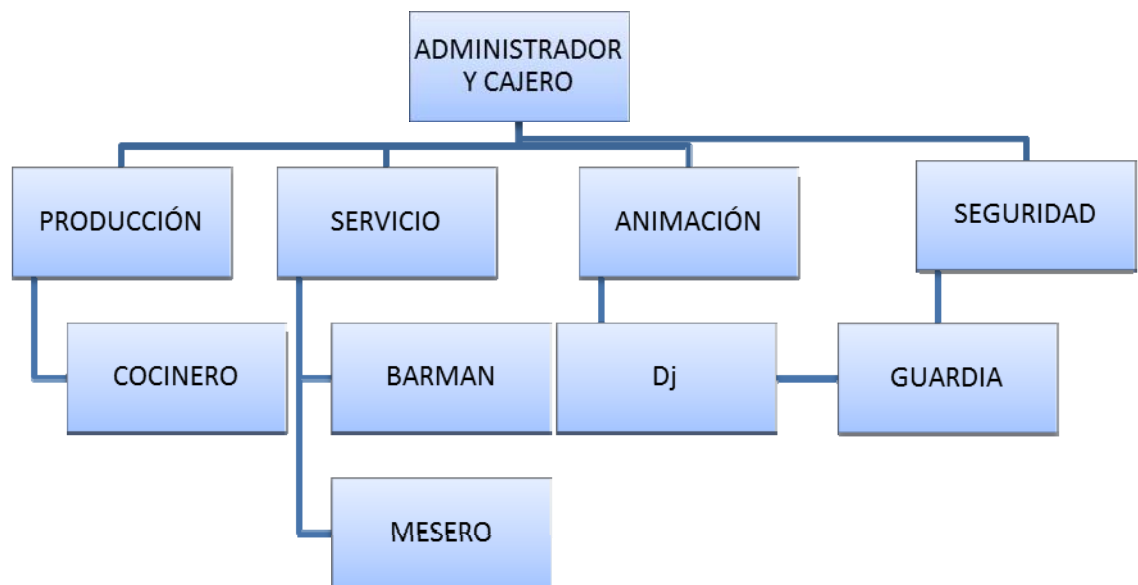 ADMINISTRADOR
Y CAJERO
PRODUCCIÓN
SERVICIO
ANIMACIÓN
SEGURIDAD
COCINERO
BARMAN
Dj
GUARDIA
MESERO